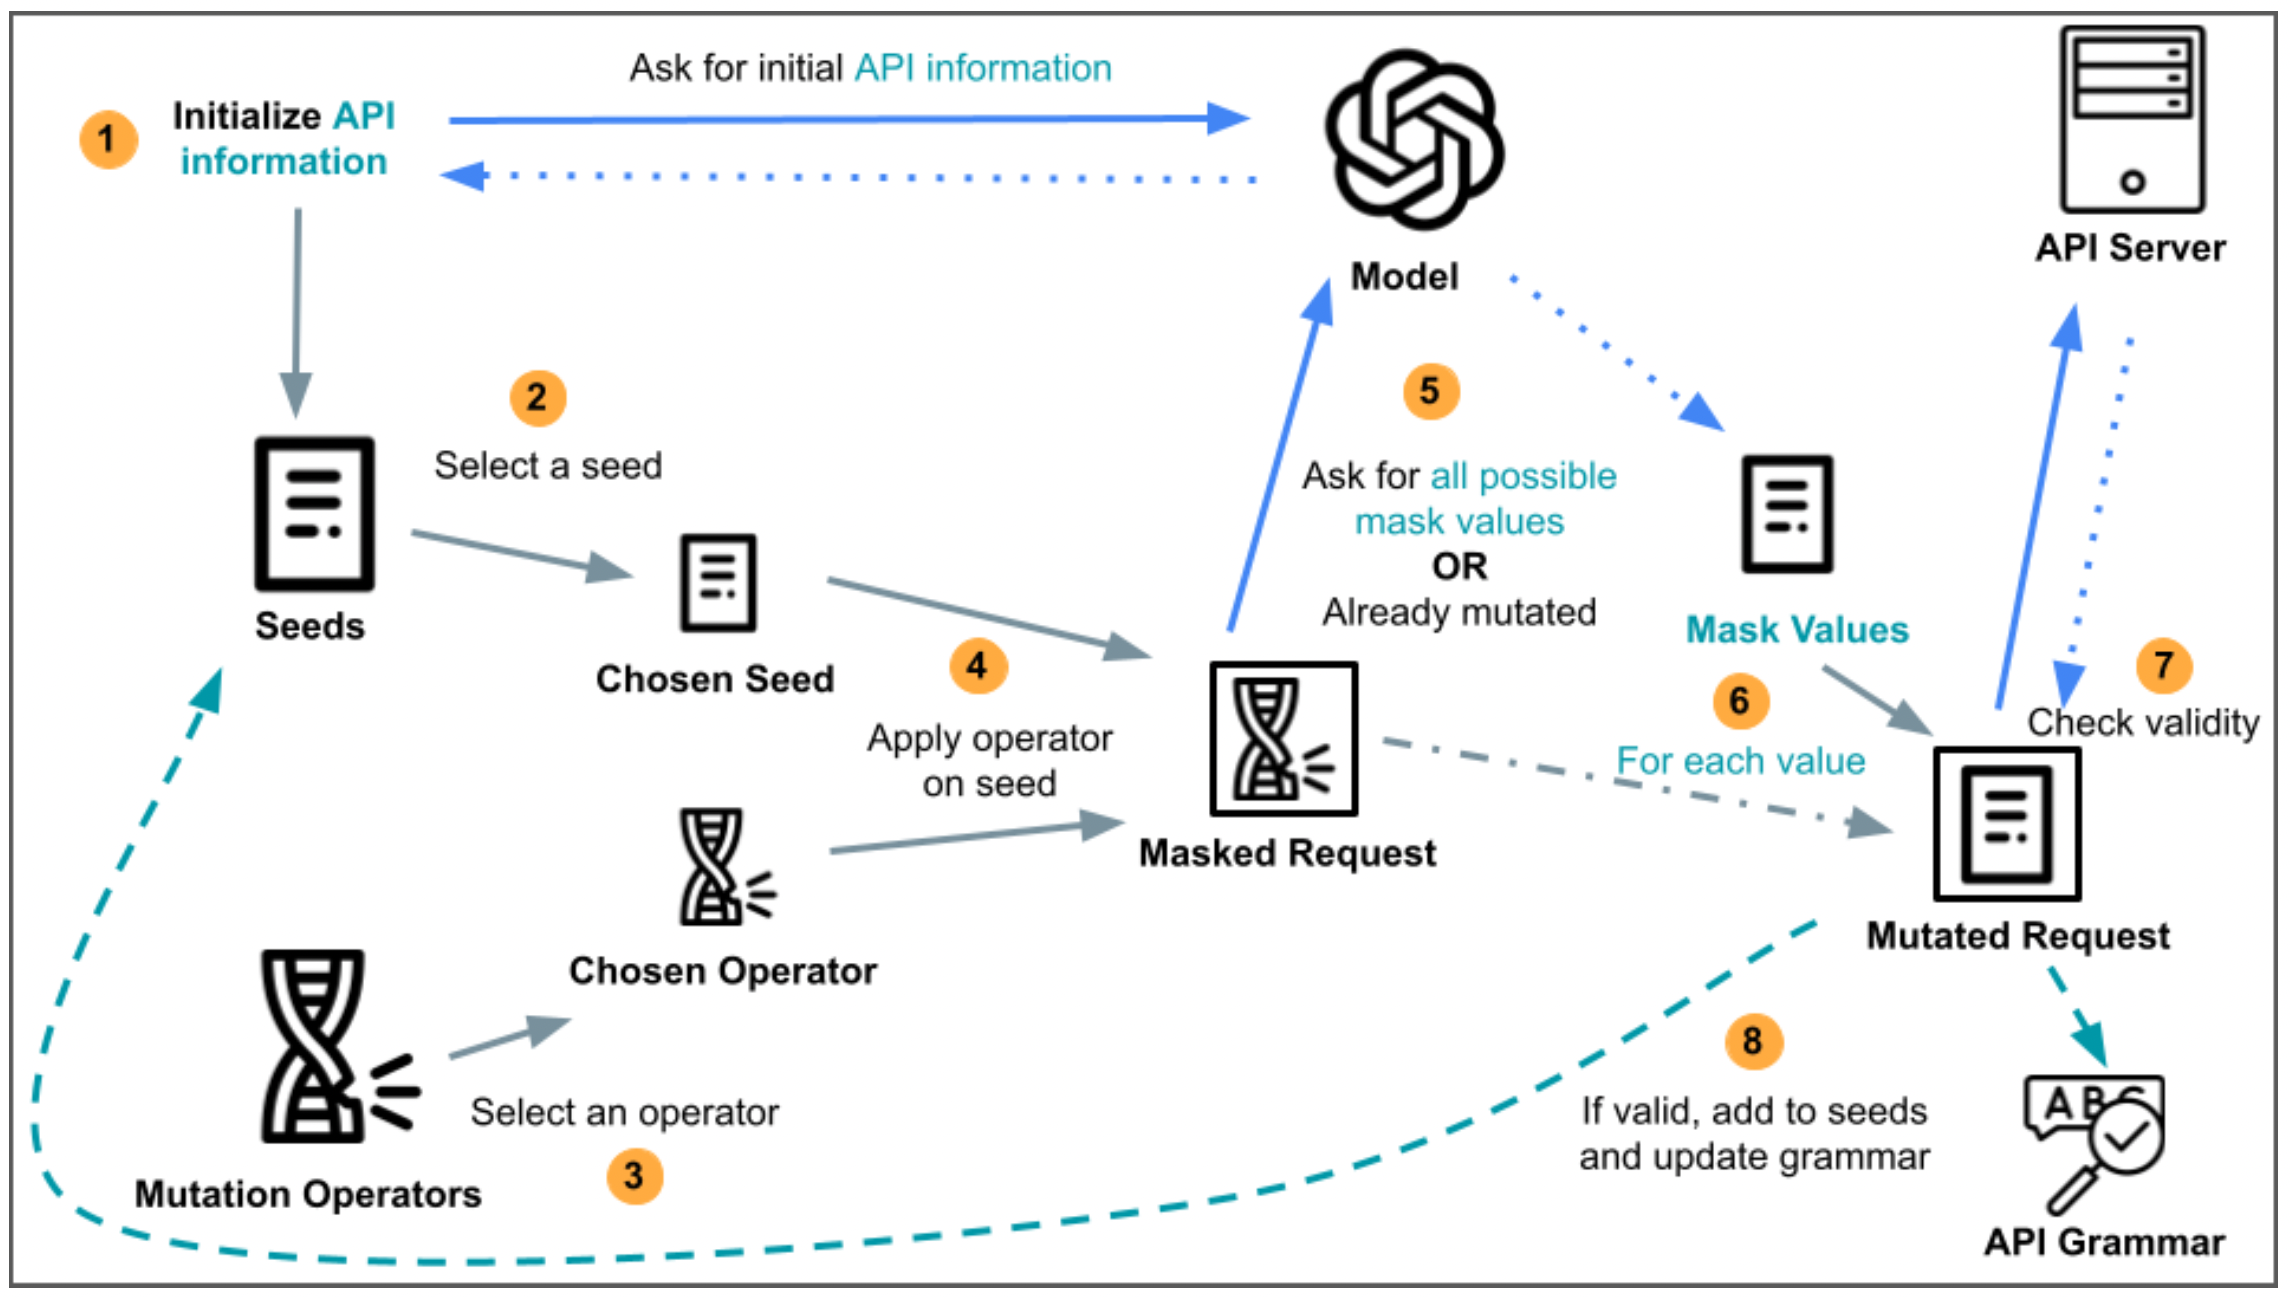 Ask for initial API information
1
Initialize API
information
Model
API Server
2
Select a seed
Seeds
Chosen Seed
4
Apply operator
on seed
5
Ask for all possible
mask values
OR
Already mutated
Mask Values
6
For each value
7
Check validity
Masked Request
Chosen Operator
Mutated Request
Select an operator
3
Mutation Operators
8
If valid, add to seeds
and update grammar
ABC
API Grammar